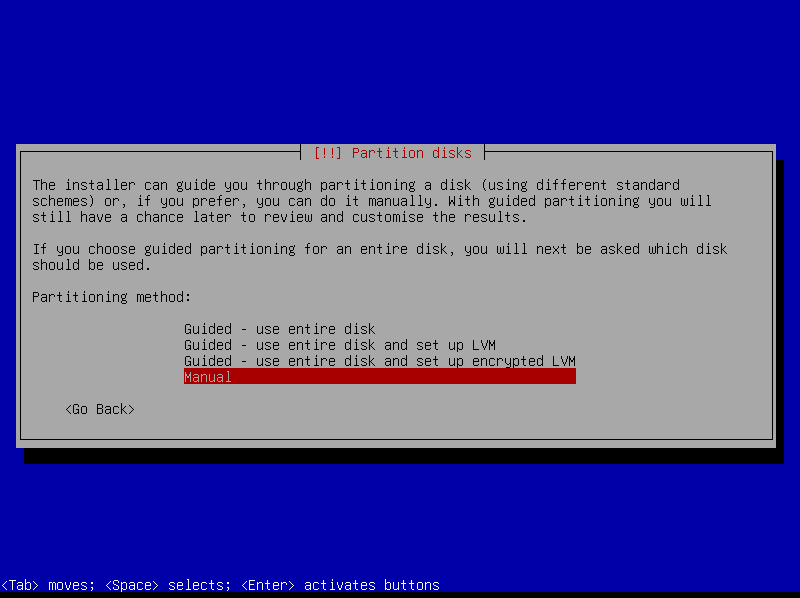 [!!] Partition disks
The installer can guide you through partitioning a disk (using different standard
schemes) or, if you prefer, you can do it manually. With guided partitioning you will
still have a chance later to review and customise the results.
If you choose guided partitioning for an entire disk, you will next be asked which disk
should be used.
Partitioning method:
Guided - use entire disk
Guided - use entire disk and set up LVM
Guided - use entire disk and set up encrypted LVM
Manual
<Go Back>
<Tab> moves; <Space> selects; <Enter> activates buttons